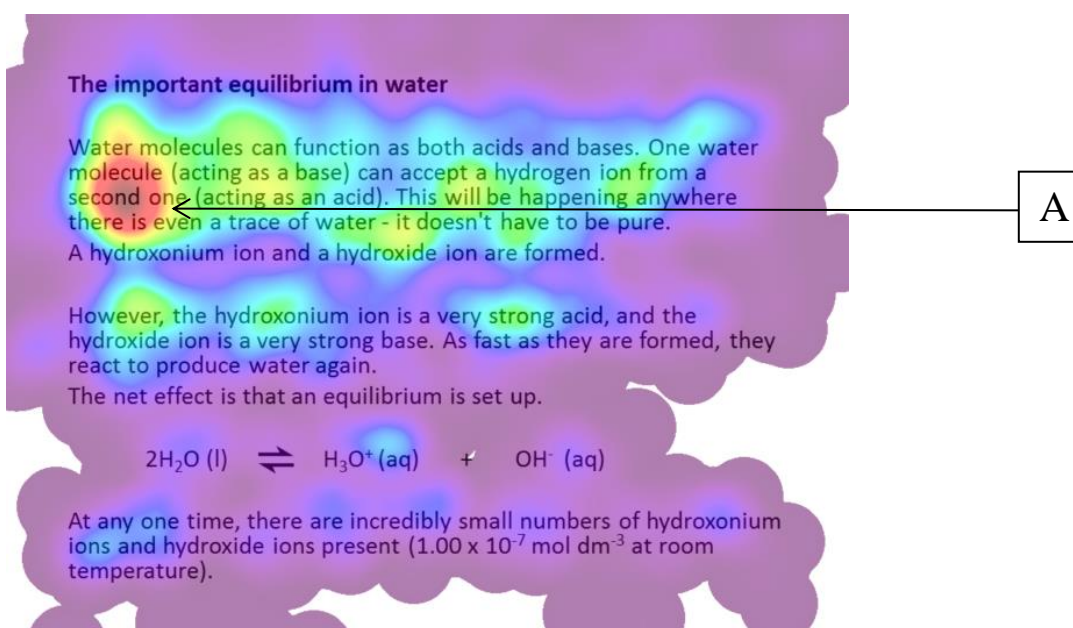 The important equilibrium in water
Water molecules can function as both acids and bases. One water
molecule (acting as a base) can accept a hydrogen ion from a
second one (acting as an acid). This will be happening anywhere
there is even a trace of water - it doesn't have to be pure.
A hydroxonium ion and a hydroxide ion are formed.
However, the hydroxonium ion is a very strong acid, and the
hydroxide ion is a very strong base. As fast as they are formed, they
react to produce water again.
The net effect is that an equilibrium is set up.
2H₂O (l) ⇌ H₃O⁺ (aq) + OH⁻ (aq)
At any one time, there are incredibly small numbers of hydroxonium
ions and hydroxide ions present (1.00 x 10⁻⁷ mol dm⁻³ at room
temperature).
A